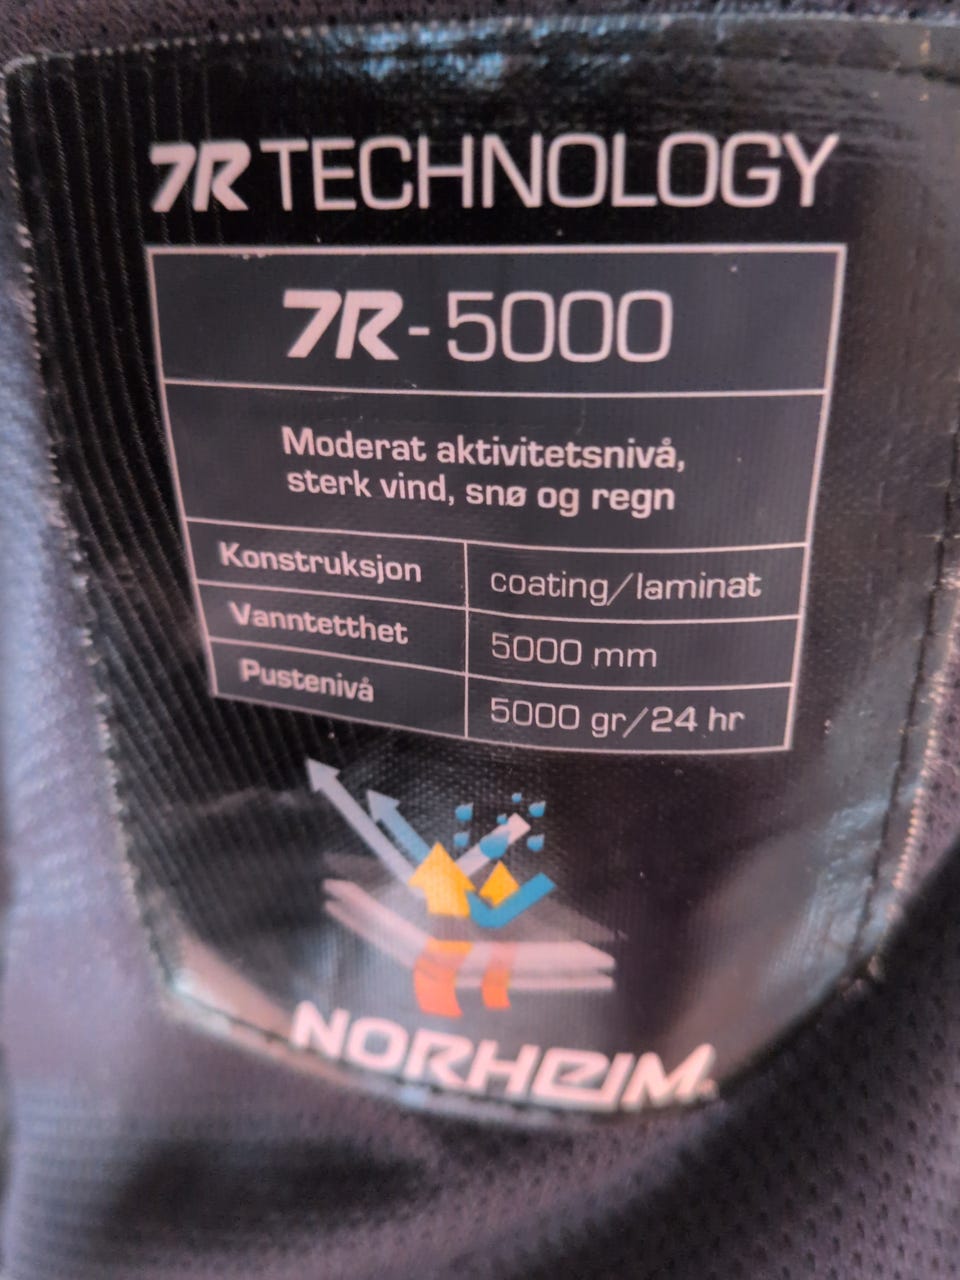 7R TECHNOLOGY
7R-5000
Moderat aktivitetsnivå,
sterk vind, snø og regn
Konstruksjon coating/laminat
Vanntetthet 5000 mm
Pustenivå 5000 gr/24 hr
NORHEIM